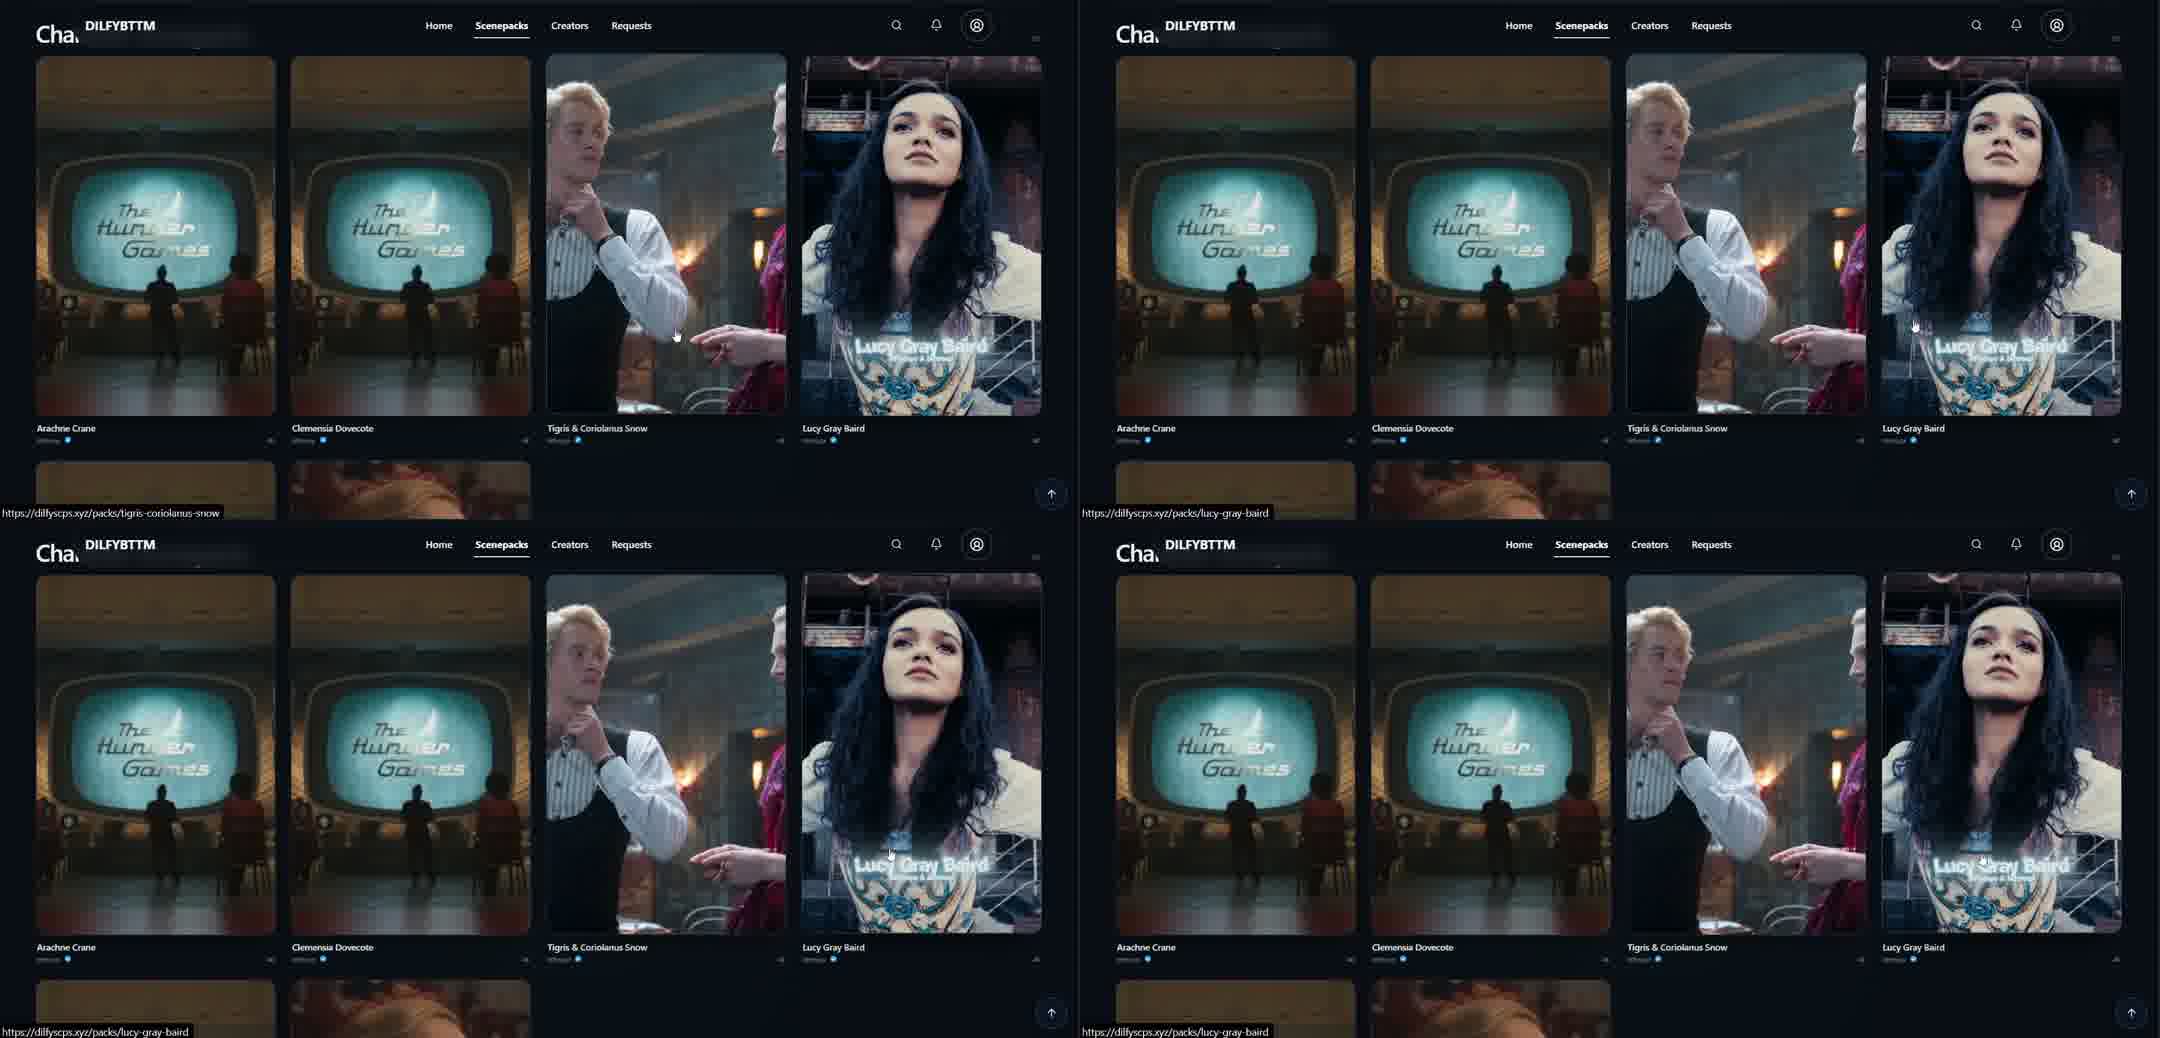 DILFYBTTM
Home Scenepacks Creators Requests
The Hunger Games
The Hunger Games
Lucy Gray Baird
Arachne Crane
Clemensia Dovecote
Tigris & Coriolanus Snow
Lucy Gray Baird
https://dilfyscps.xyz/packs/tigris-coriolanus-snow
DILFYBTTM
Home Scenepacks Creators Requests
The Hunger Games
The Hunger Games
Lucy Gray Baird
Arachne Crane
Clemensia Dovecote
Tigris & Coriolanus Snow
Lucy Gray Baird
https://dilfyscps.xyz/packs/lucy-gray-baird
DILFYBTTM
Home Scenepacks Creators Requests
The Hunger Games
The Hunger Games
Lucy Gray Baird
Arachne Crane
Clemensia Dovecote
Tigris & Coriolanus Snow
Lucy Gray Baird
https://dilfyscps.xyz/packs/lucy-gray-baird
DILFYBTTM
Home Scenepacks Creators Requests
The Hunger Games
The Hunger Games
Lucy Gray Baird
Arachne Crane
Clemensia Dovecote
Tigris & Coriolanus Snow
Lucy Gray Baird
https://dilfyscps.xyz/packs/lucy-gray-baird